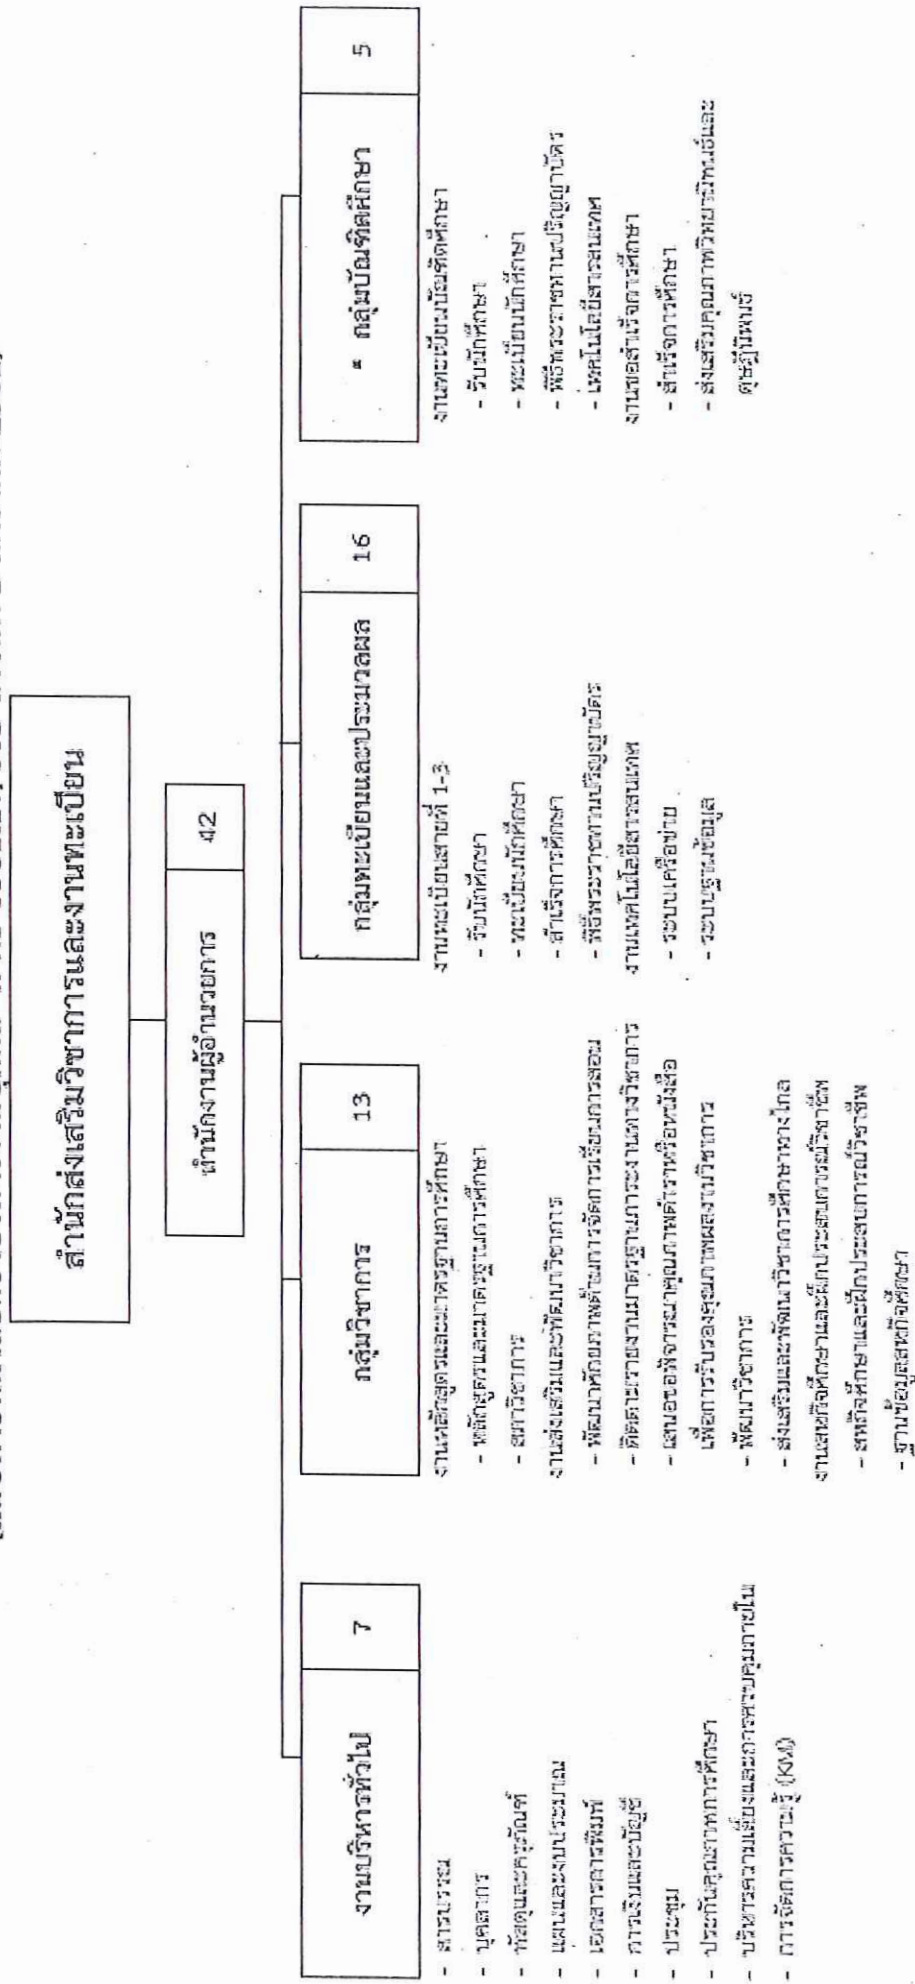 สำนักส่งเสริมวิชาการและงานทะเบียน
สำนักงานผู้อำนวยการ 42
งานบริหารทั่วไป 7
- สารบรรณ
- บุคลากร
- พัสดุและครุภัณฑ์
- แผนและงบประมาณ
- เอกสารการพิมพ์
- การเงินและบัญชี
- ประชุม
- ประกันคุณภาพการศึกษา
- บริหารความเสี่ยงและการควบคุมภายใน
- การจัดการความรู้ (KM)
กลุ่มวิชาการ 13
งานหลักสูตรและมาตรฐานการศึกษา
- หลักสูตรและมาตรฐานการศึกษา
- สภาวิชาการ
งานส่งเสริมและพัฒนาวิชาการ
- พัฒนาศักยภาพด้านการจัดการเรียนการสอน
- ติดตามรายงานมาตรฐานภาระงานทางวิชาการ
- เสนอขอพิจารณาคุณภาพตำราหรือหนังสือ
เพื่อการรับรองคุณภาพผลงานวิชาการ
- พัฒนาวิชาการ
- ส่งเสริมและพัฒนาวิชาการศึกษาทางไกล
งานสหกิจศึกษาและฝึกประสบการณ์วิชาชีพ
- สหกิจศึกษาและฝึกประสบการณ์วิชาชีพ
- ฐานข้อมูลสหกิจศึกษา
กลุ่มทะเบียนและประมวลผล 16
งานทะเบียนสายที่ 1-3
- รับนักศึกษา
- ทะเบียนนักศึกษา
- สำเร็จการศึกษา
- พิธีพระราชทานปริญญาบัตร
งานเทคโนโลยีสารสนเทศ
- ระบบเครือข่าย
- ระบบฐานข้อมูล
กลุ่มบัณฑิตศึกษา 5
งานทะเบียนบัณฑิตศึกษา
- รับนักศึกษา
- ทะเบียนนักศึกษา
- พิธีพระราชทานปริญญาบัตร
- เทคโนโลยีสารสนเทศ
งานขอสำเร็จการศึกษา
- สำเร็จการศึกษา
- ส่งเสริมคุณภาพวิทยานิพนธ์และ
ดุษฎีนิพนธ์